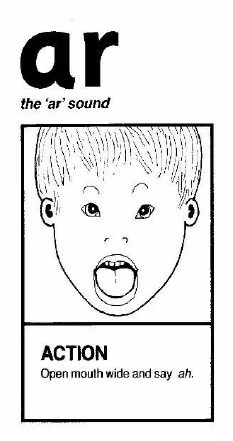 ar
the 'ar' sound
ACTION
Open mouth wide and say ah.